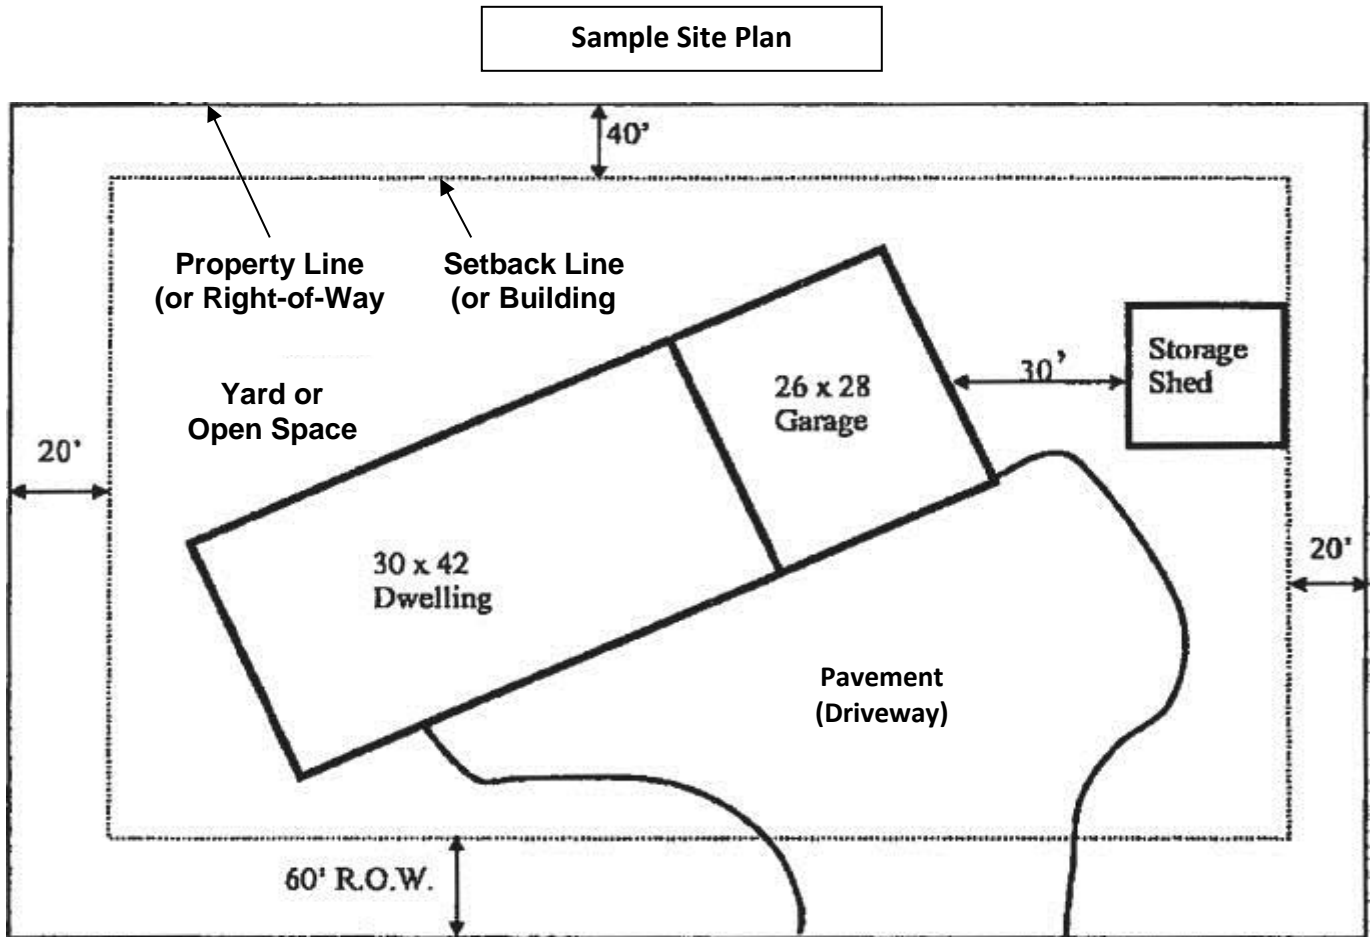 Sample Site Plan
40'
Property Line
(or Right-of-Way
Setback Line
(or Building
Yard or
Open Space
20'
26 x 28
Garage
30’
Storage
Shed
30 x 42
Dwelling
20'
Pavement
(Driveway)
60' R.O.W.